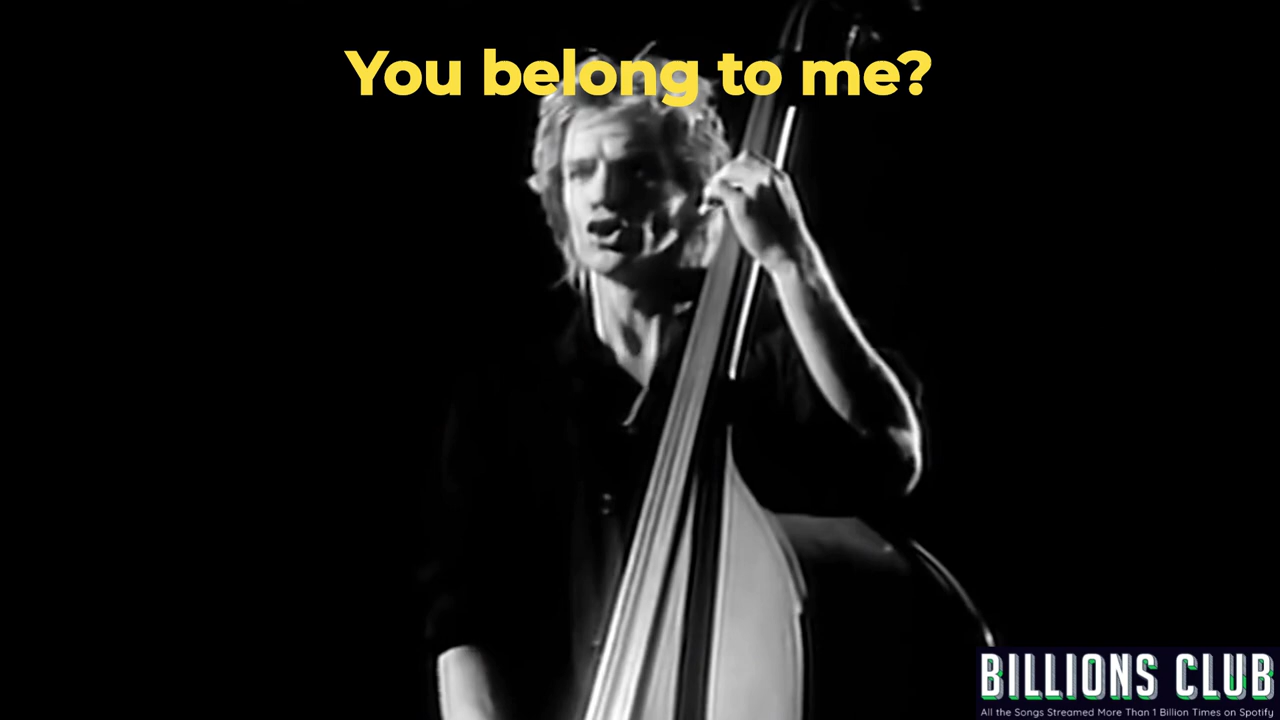 You belong to me?
BILLIONS CLUB
All the Songs Streamed More Than 1 Billion Times on Spotify